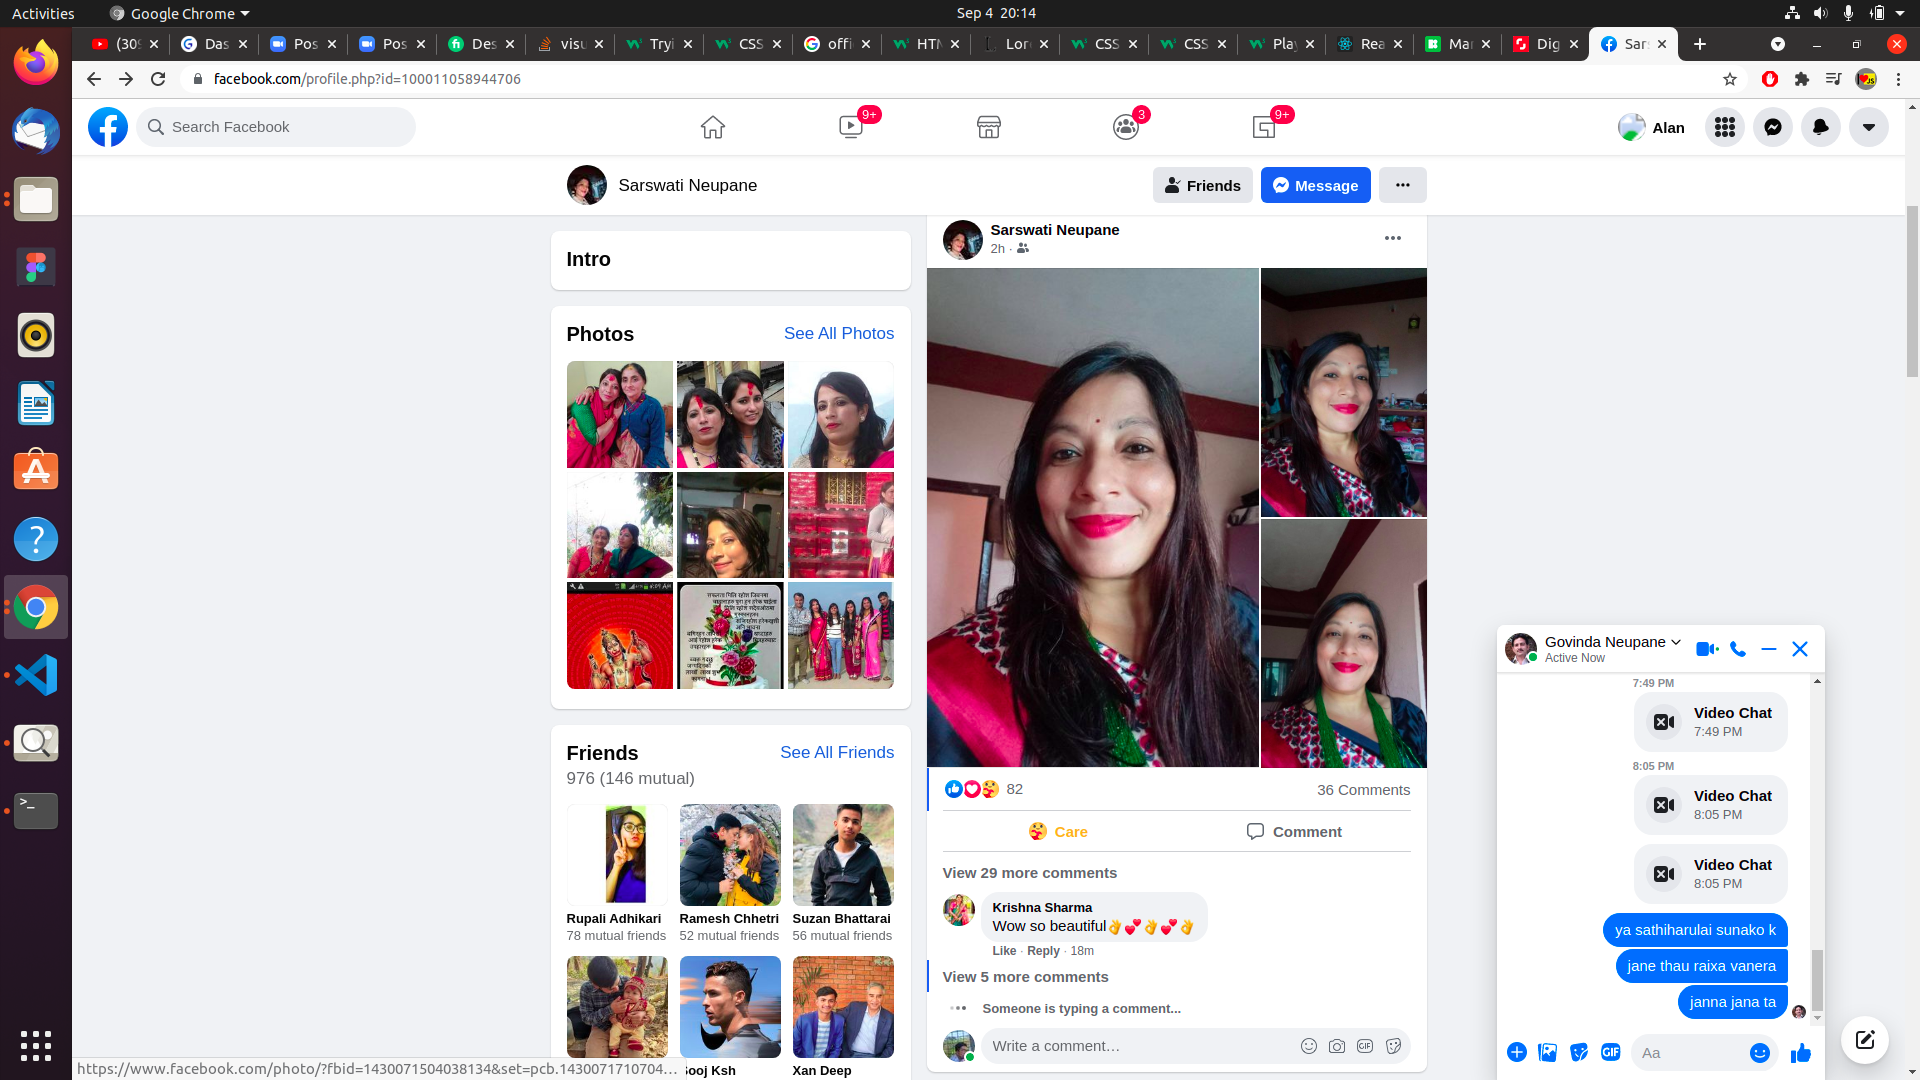 Activities
Google Chrome
Sep 4 20:14
(309
Das
Pos
Pos
Des
visu
Tryi
CSS
offi
HTM
Lor
CSS
CSS
Play
Rea
Mar
Dig
Sars
facebook.com/profile.php?id=100011058944706
Search Facebook
9+
3
9+
Alan
Sarswati Neupane
Friends
Message
Intro
Photos
See All Photos
Friends
See All Friends
976 (146 mutual)
Rupali Adhikari
78 mutual friends
Ramesh Chhetri
52 mutual friends
Suzan Bhattarai
56 mutual friends
Sooj Ksh
Xan Deep
Sarswati Neupane
2h ·
82
36 Comments
Care
Comment
View 29 more comments
Krishna Sharma
Wow so beautiful👌💕👌💕👌
Like · Reply · 18m
View 5 more comments
Someone is typing a comment...
Write a comment…
GIF
Govinda Neupane
Active Now
7:49 PM
Video Chat
7:49 PM
8:05 PM
Video Chat
8:05 PM
Video Chat
8:05 PM
ya sathiharulai sunako k
jane thau raixa vanera
janna jana ta
GIF
Aa
https://www.facebook.com/photo/?fbid=1430071504038134&set=pcb.1430071710704…